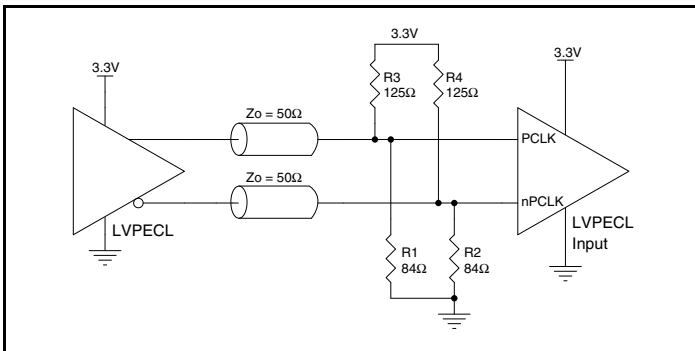 3.3V
3.3V
3.3V
R3
125Ω
R4
125Ω
Zo = 50Ω
PCLK
Zo = 50Ω
nPCLK
LVPECL
LVPECL
Input
R1
84Ω
R2
84Ω